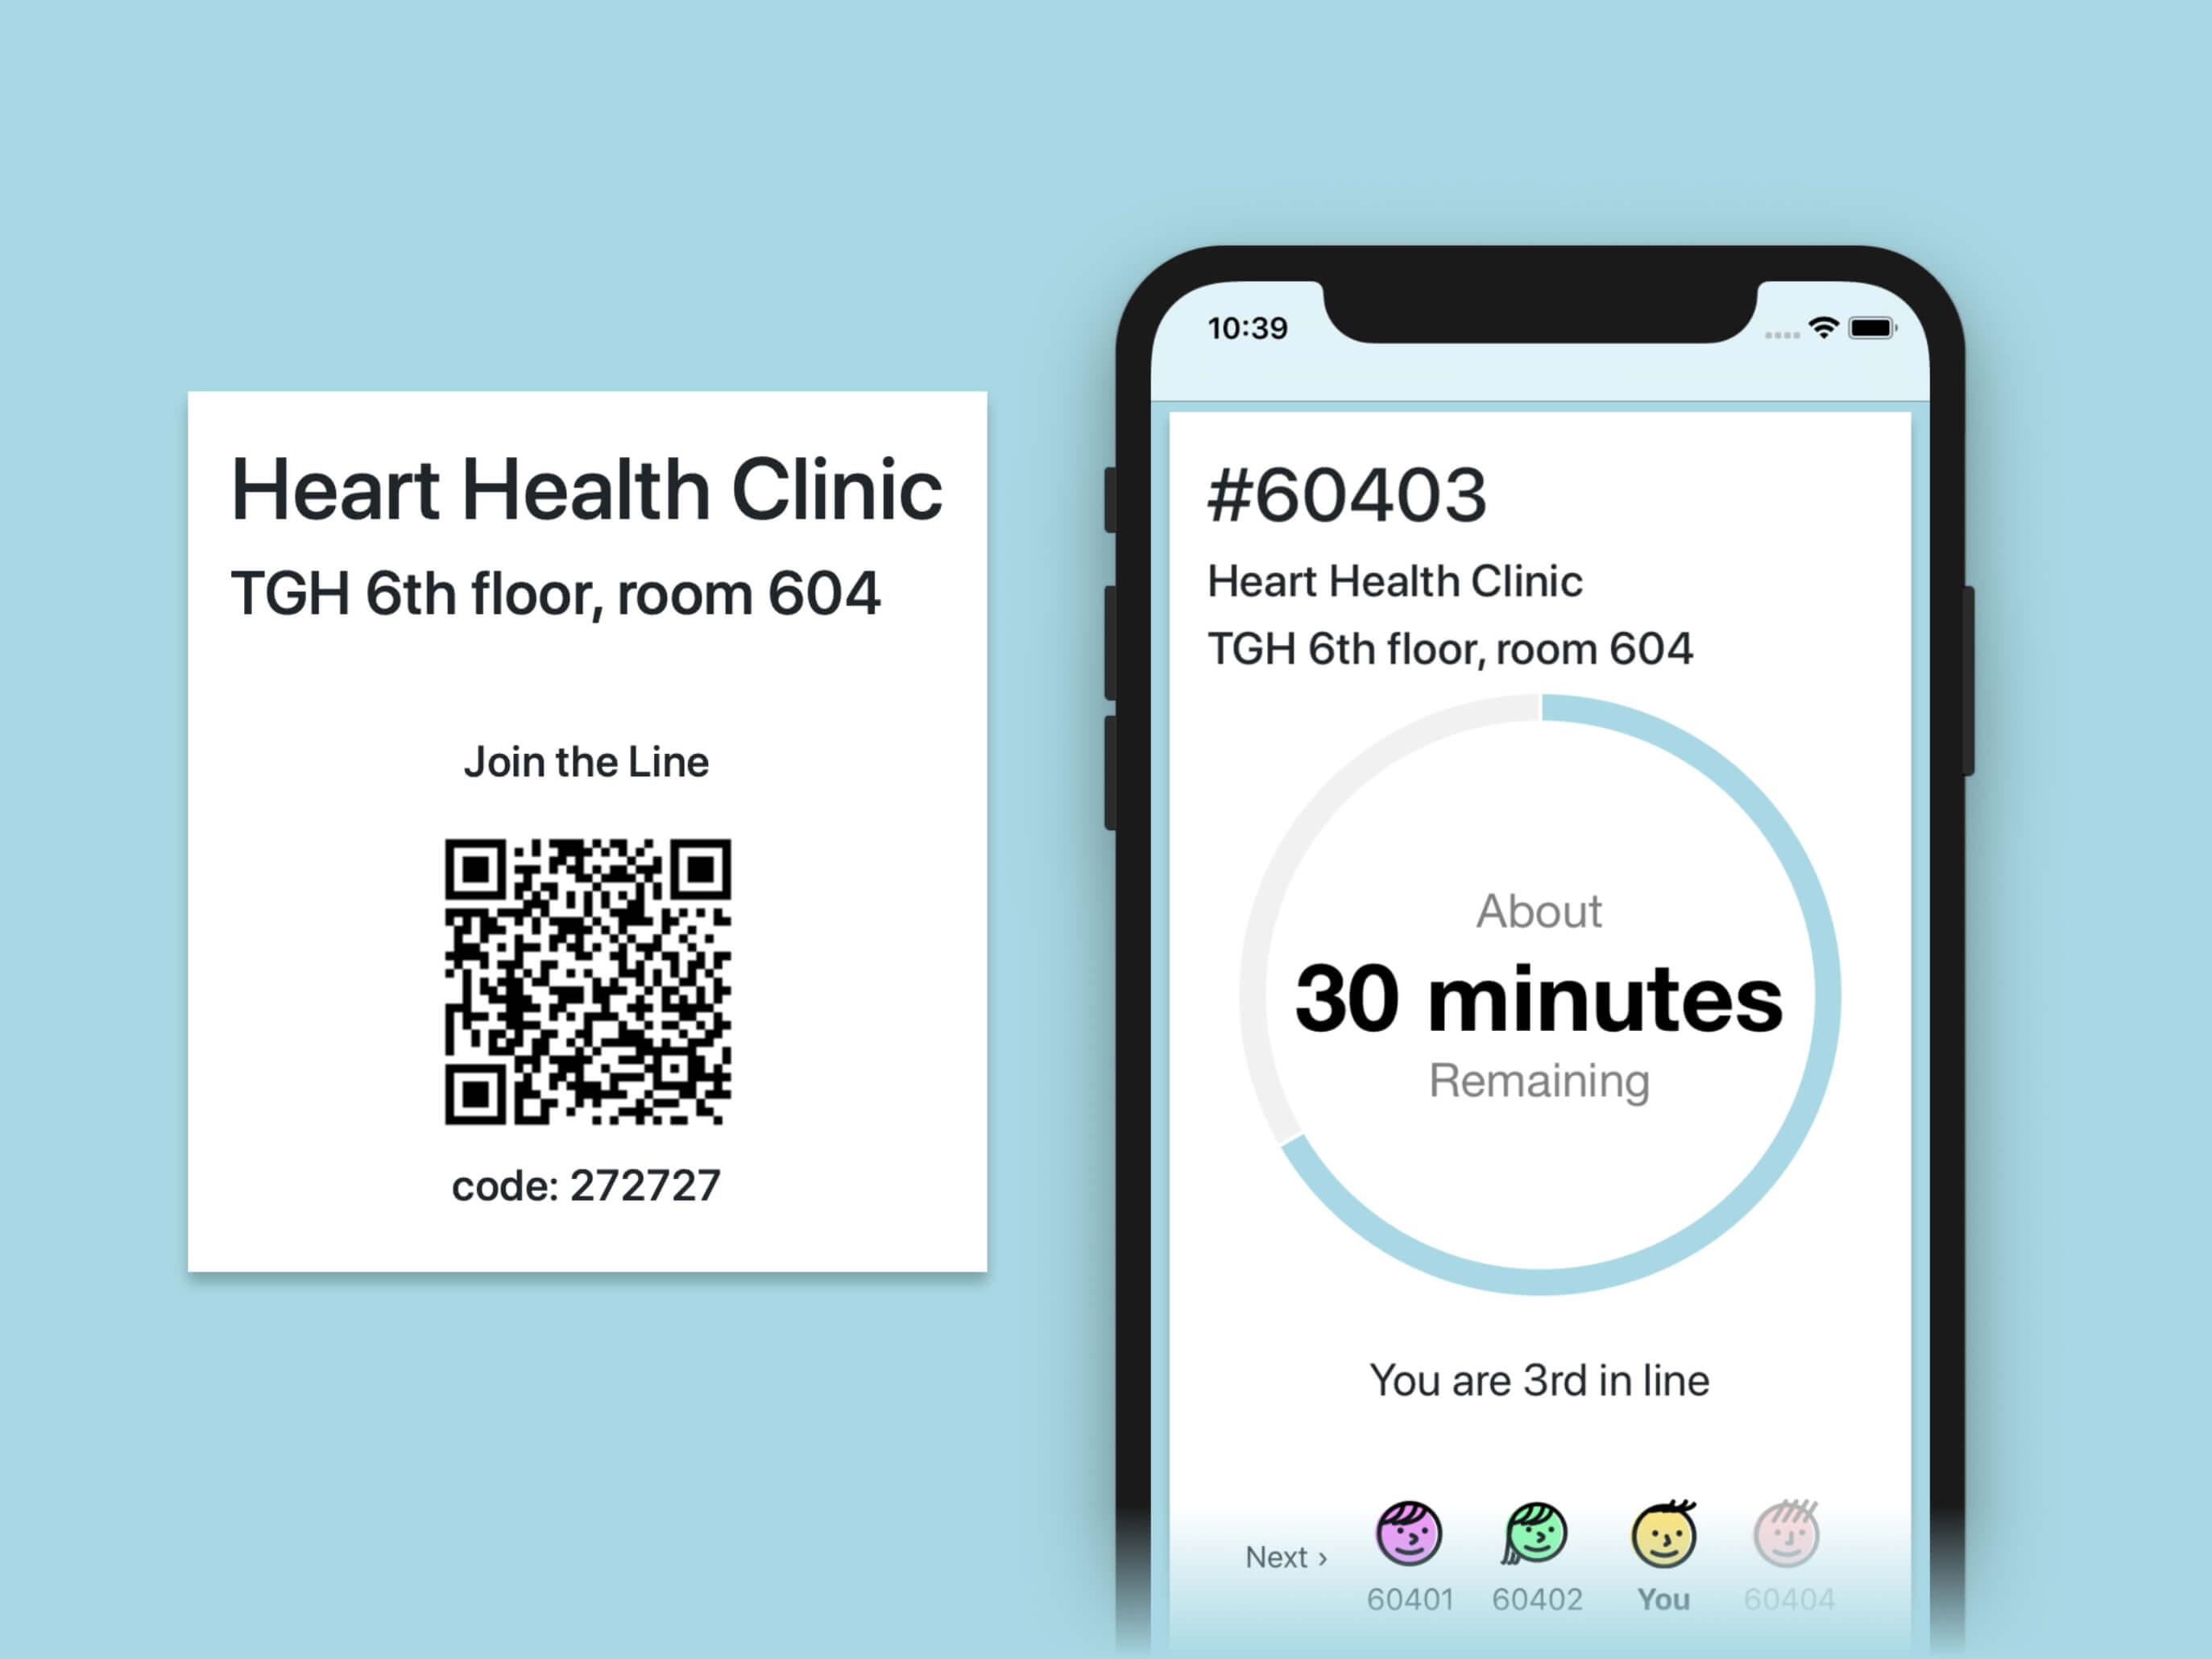 Heart Health Clinic
TGH 6th floor, room 604
Join the Line
code: 272727
10:39
#60403
Heart Health Clinic
TGH 6th floor, room 604
About
30 minutes
Remaining
You are 3rd in line
Next ›
60401 60402 You 60404